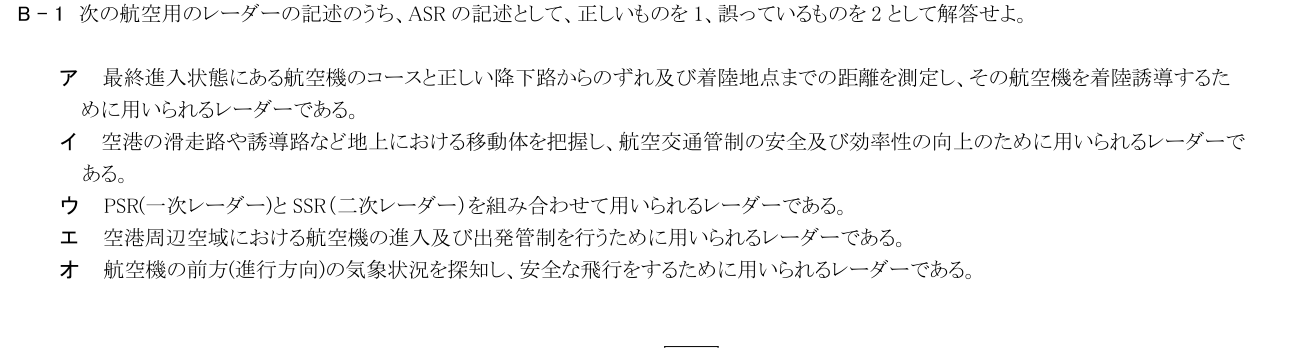 B－1 次の航空用のレーダーの記述のうち、ASR の記述として、正しいものを 1、誤っているものを 2 として解答せよ。
ア 最終進入状態にある航空機のコースと正しい降下路からのずれ及び着陸地点までの距離を測定し、その航空機を着陸誘導するた
めに用いられるレーダーである。
イ 空港の滑走路や誘導路など地上における移動体を把握し、航空交通管制の安全及び効率性の向上のために用いられるレーダーで
ある。
ウ PSR(一次レーダー)と SSR（二次レーダー）を組み合わせて用いられるレーダーである。
エ 空港周辺空域における航空機の進入及び出発管制を行うために用いられるレーダーである。
オ 航空機の前方(進行方向)の気象状況を探知し、安全な飛行をするために用いられるレーダーである。